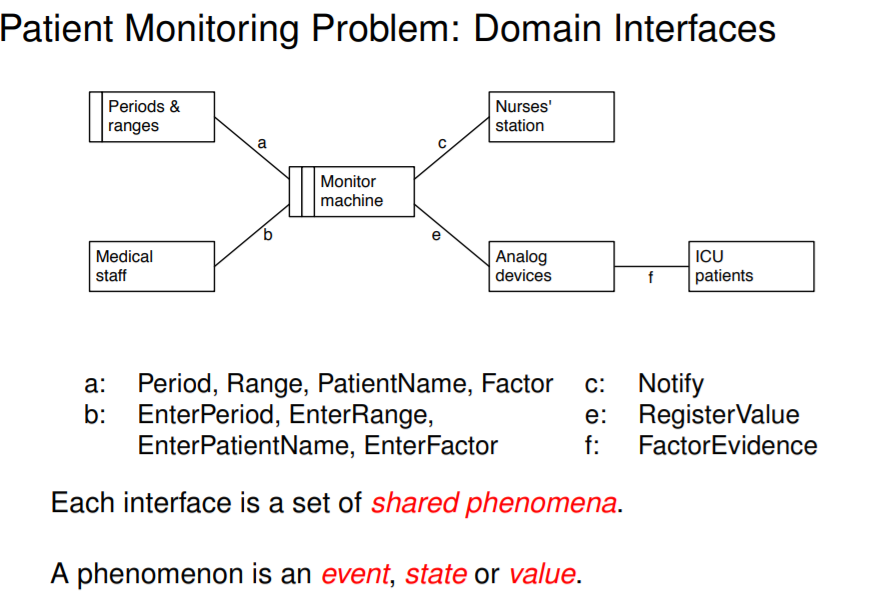 Patient Monitoring Problem: Domain Interfaces
Periods &
ranges
Nurses'
station
a
c
Monitor
machine
b
e
Medical
staff
Analog
devices
f
ICU
patients
a: Period, Range, PatientName, Factor
c: Notify
b: EnterPeriod, EnterRange,
EnterPatientName, EnterFactor
e: RegisterValue
f: FactorEvidence
Each interface is a set of shared phenomena.
A phenomenon is an event, state or value.